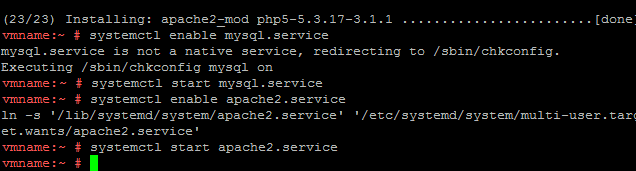 (23/23) Installing: apache2-mod_php5-5.3.17-3.1.1 ........................[done]
vmname:~ # systemctl enable mysql.service
mysql.service is not a native service, redirecting to /sbin/chkconfig.
Executing /sbin/chkconfig mysql on
vmname:~ # systemctl start mysql.service
vmname:~ # systemctl enable apache2.service
ln -s '/lib/systemd/system/apache2.service' '/etc/systemd/system/multi-user.targ
et.wants/apache2.service'
vmname:~ # systemctl start apache2.service
vmname:~ #